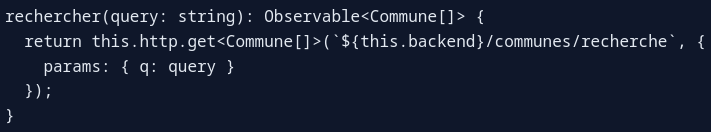 rechercher(query: string): Observable<Commune[]> {
  return this.http.get<Commune[]>(`${this.backend}/communes/recherche`, {
    params: { q: query }
  });
}